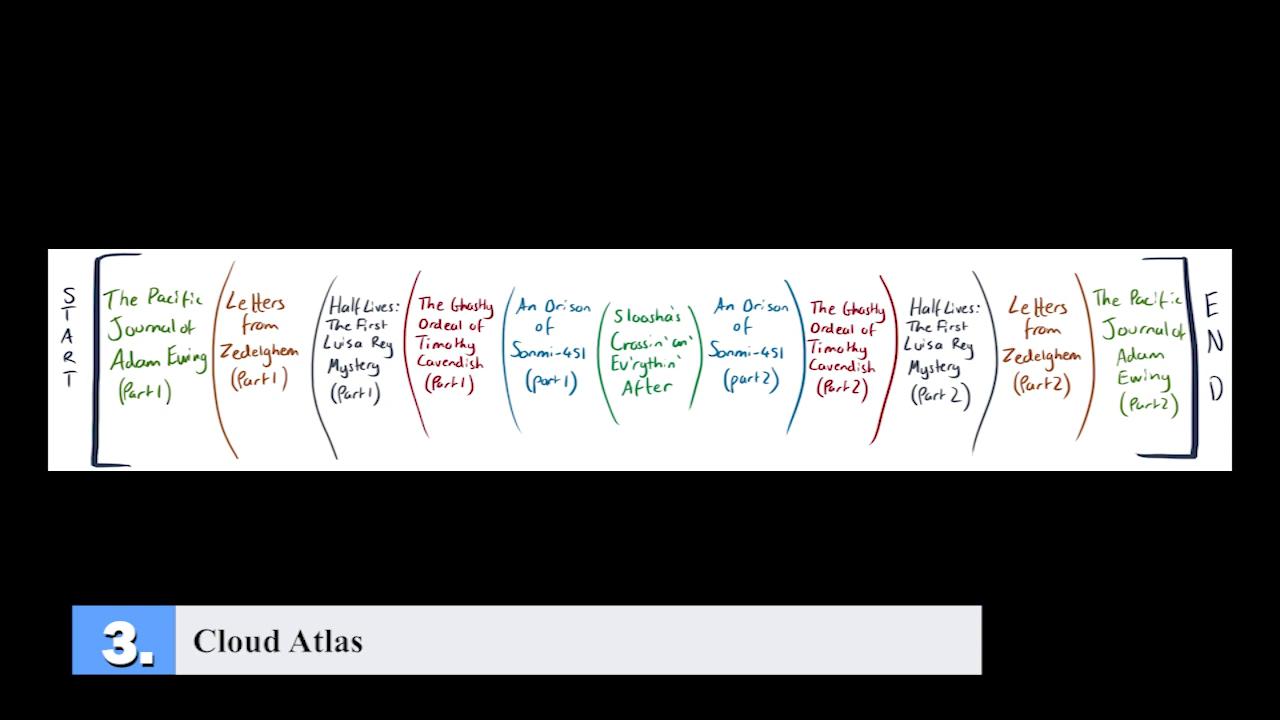 START
The Pacific
Journal of
Adam Ewing
(Part 1)
Letters
from
Zedelghem
(Part 1)
Half Lives:
The First
Luisa Rey
Mystery
(Part 1)
The Ghastly
Ordeal of
Timothy
Cavendish
(Part 1)
An Orison
of
Sonmi-451
(part 1)
Sloosha's
Crossin' an'
Ev'rythin'
After
An Orison
of
Sonmi-451
(part 2)
The Ghastly
Ordeal of
Timothy
Cavendish
(Part 2)
Half Lives:
The First
Luisa Rey
Mystery
(Part 2)
Letters
from
Zedelghem
(Part 2)
The Pacific
Journal of
Adam
Ewing
(Part 2)
END
3. Cloud Atlas